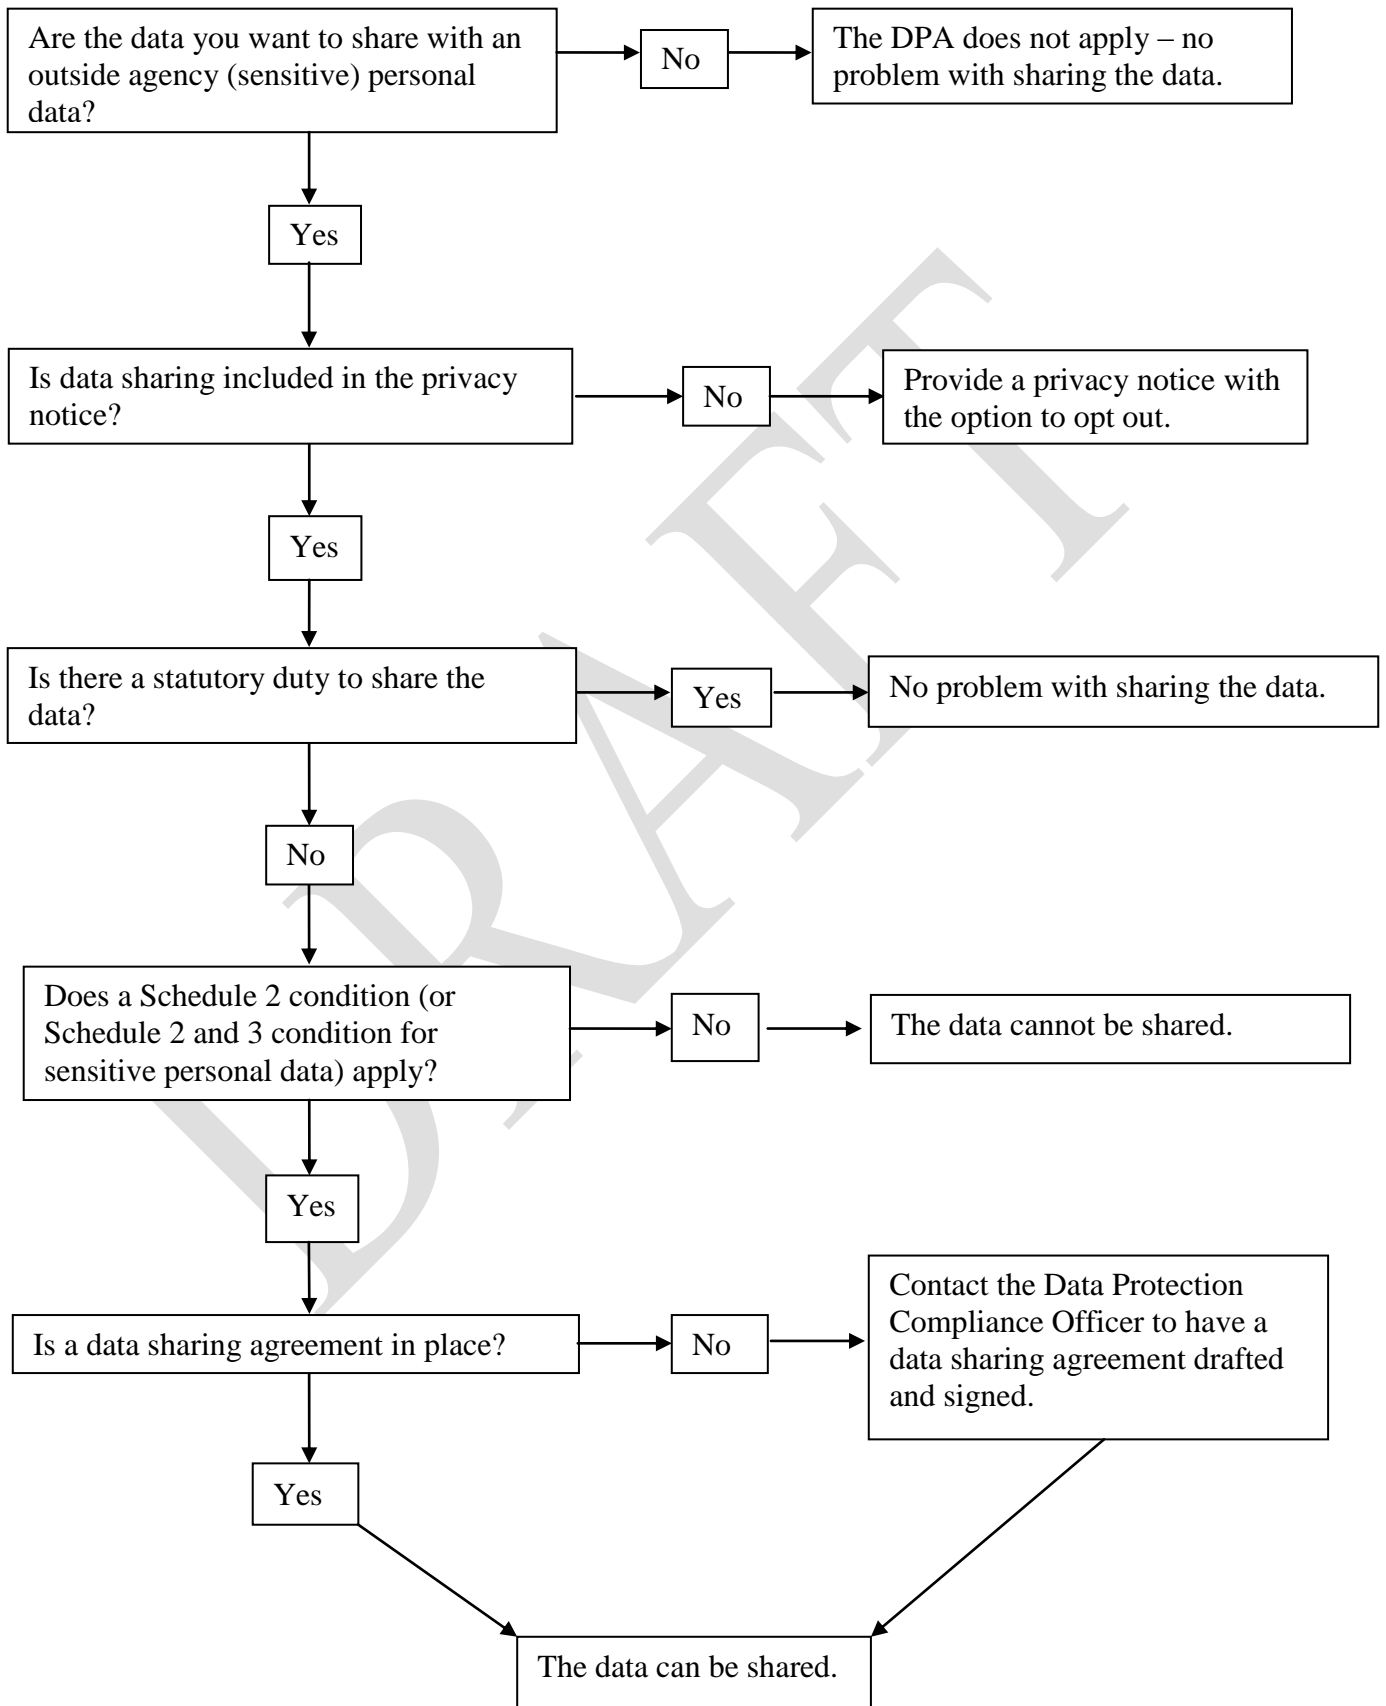 Are the data you want to share with an
outside agency (sensitive) personal
data?
No
The DPA does not apply – no
problem with sharing the data.
Yes
Is data sharing included in the privacy
notice?
No
Provide a privacy notice with
the option to opt out.
Yes
Is there a statutory duty to share the
data?
Yes
No problem with sharing the data.
No
Does a Schedule 2 condition (or
Schedule 2 and 3 condition for
sensitive personal data) apply?
No
The data cannot be shared.
Yes
Is a data sharing agreement in place?
No
Contact the Data Protection
Compliance Officer to have a
data sharing agreement drafted
and signed.
Yes
The data can be shared.
DRAFT